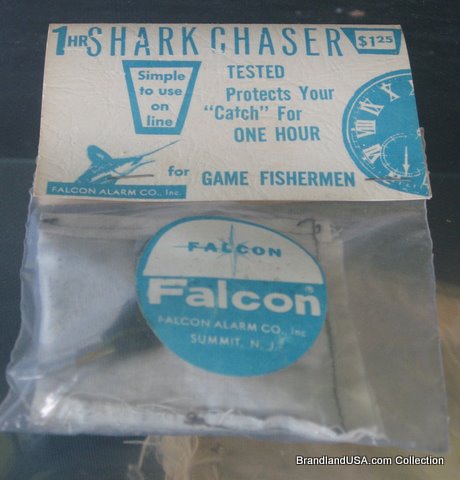 1 HR SHARK CHASER $1.25
Simple
to use
on
line
TESTED
Protects Your
"Catch" For
ONE HOUR
for GAME FISHERMEN
FALCON ALARM CO., Inc.
FALCON
Falcon®
FALCON ALARM CO., Inc
SUMMIT, N. J.
BrandlandUSA.com Collection